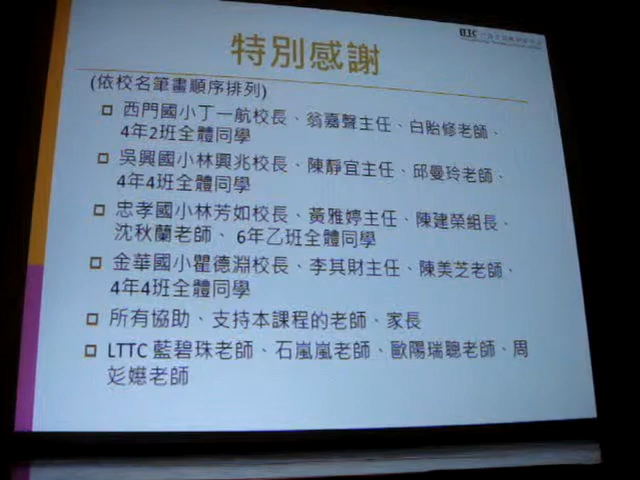 特別感謝
(依校名筆畫順序排列)
西門國小丁一航校長、翁嘉聲主任、白貽修老師、
4年2班全體同學
吳興國小林興兆校長、陳靜宜主任、邱曼玲老師、
4年4班全體同學
忠孝國小林芳如校長、黃雅婷主任、陳建榮組長、
沈秋蘭老師、 6年乙班全體同學
金華國小瞿德淵校長、李其財主任、陳美芝老師、
4年4班全體同學
所有協助、支持本課程的老師、家長
LTTC 藍碧珠老師、石嵐嵐老師、歐陽瑞聰老師、周
彣嬨老師